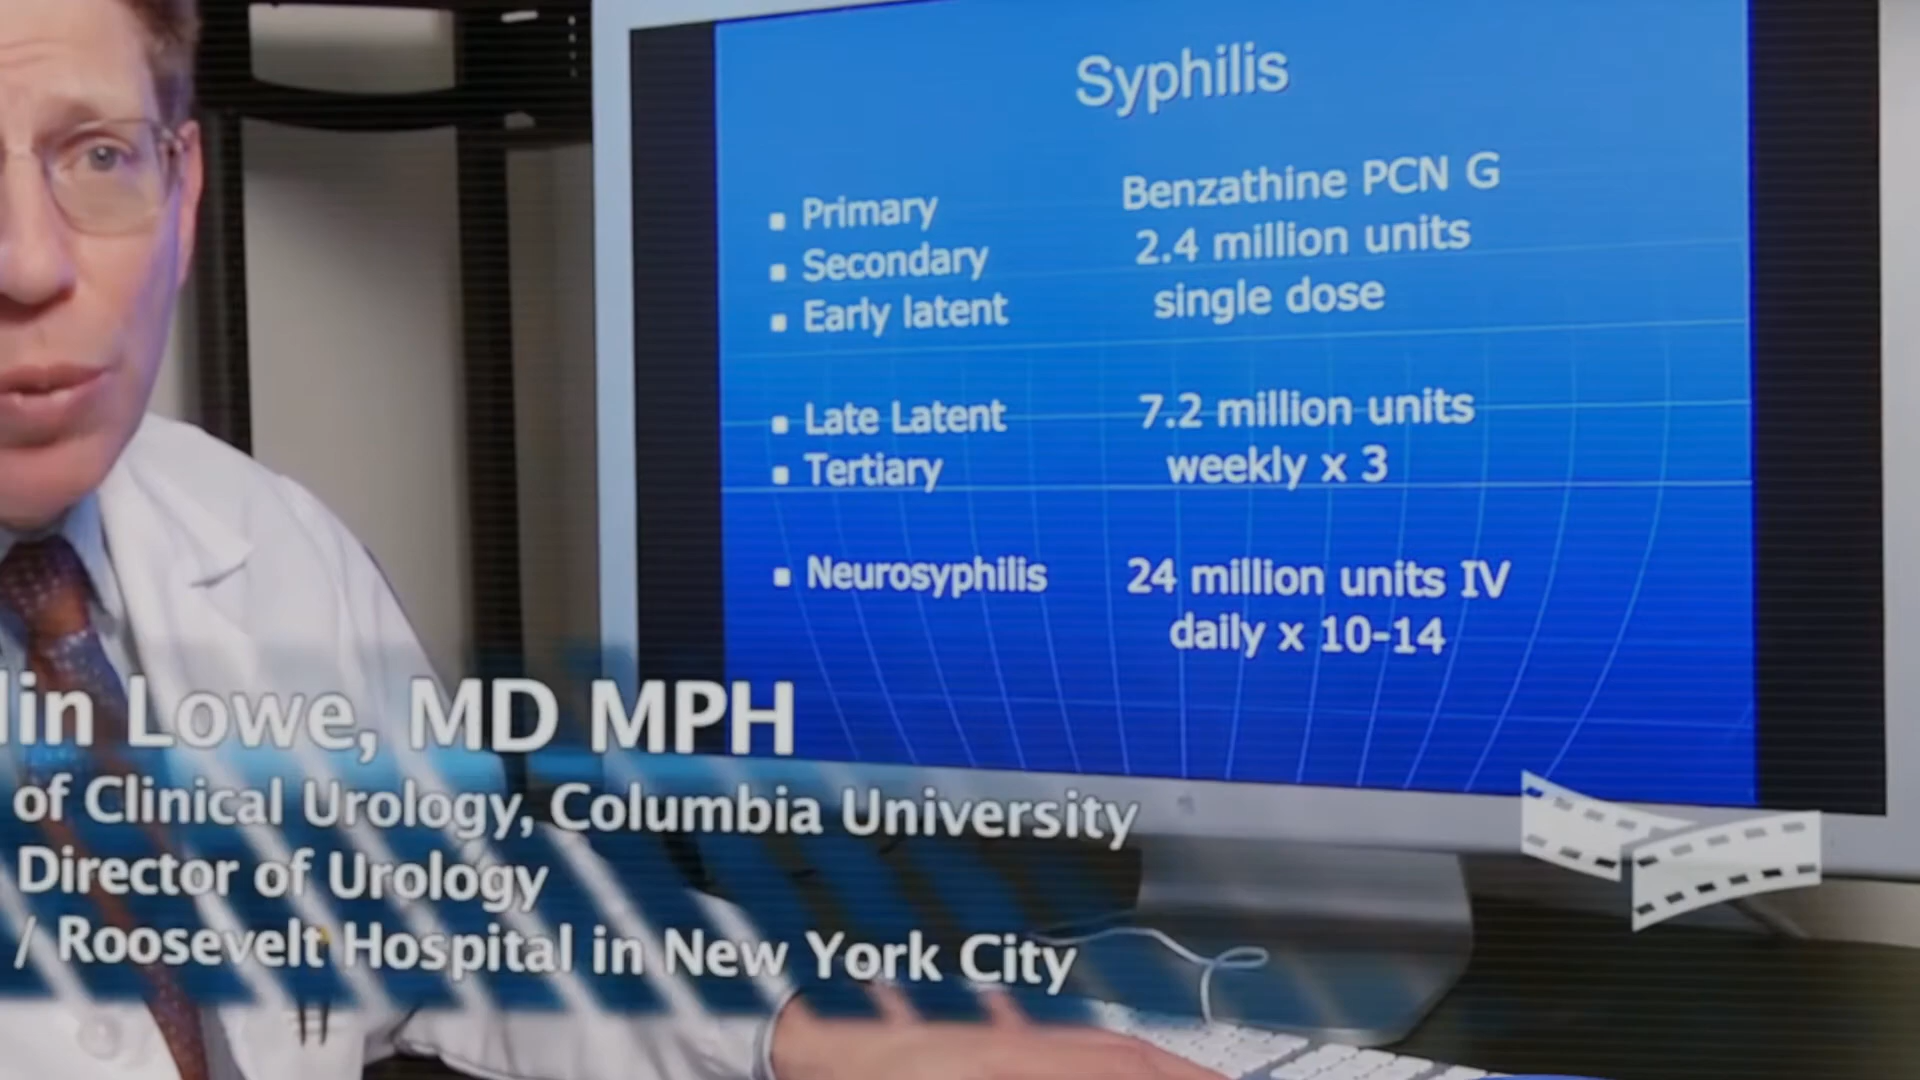 Syphilis
▪ Primary
▪ Secondary
▪ Early latent
Benzathine PCN G
2.4 million units
single dose
▪ Late Latent
▪ Tertiary
7.2 million units
weekly x 3
▪ Neurosyphilis
24 million units IV
daily x 10-14
lin Lowe, MD MPH
of Clinical Urology, Columbia University
Director of Urology
/ Roosevelt Hospital in New York City